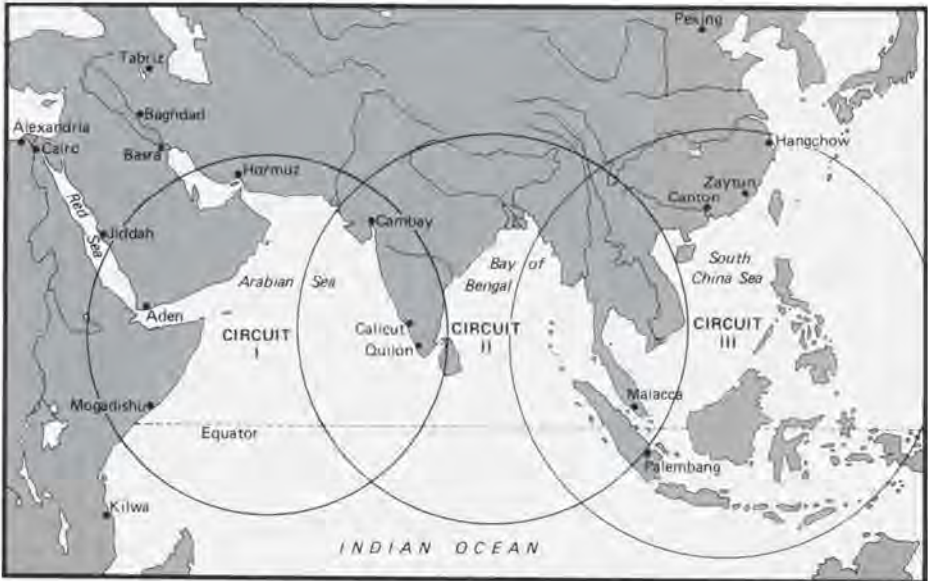 Peking
Tabriz
Baghdad
Alexandria
Cairo
Basra
Hangchow
Hormuz
Zaytun
Canton
Red
Sea
Jiddah
Cambay
Arabian Sea
Bay of
Bengal
South
China Sea
Aden
CIRCUIT
I
Calicut
Quilon
CIRCUIT
II
CIRCUIT
III
Mogadishu
Malacca
Equator
Palembang
Kilwa
INDIAN OCEAN